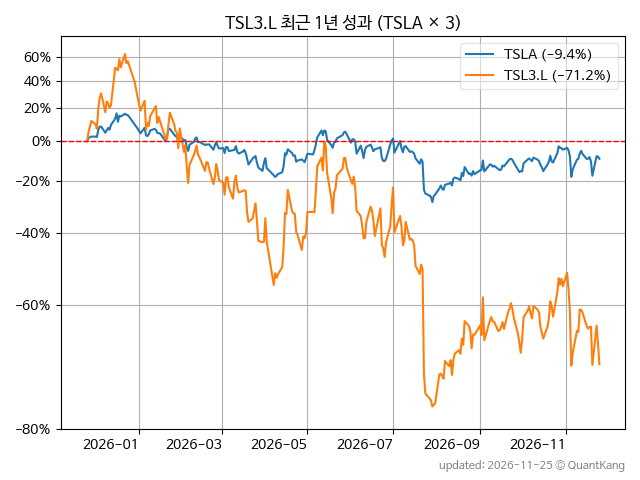 TSL3.L 최근 1년 성과 (TSLA × 3)
TSLA (−9.4%)
TSL3.L (−71.2%)
60%
40%
20%
0%
−20%
−40%
−60%
−80%
2026−01 2026−03 2026−05 2026−07 2026−09 2026−11
updated: 2026−11−25 © QuantKang